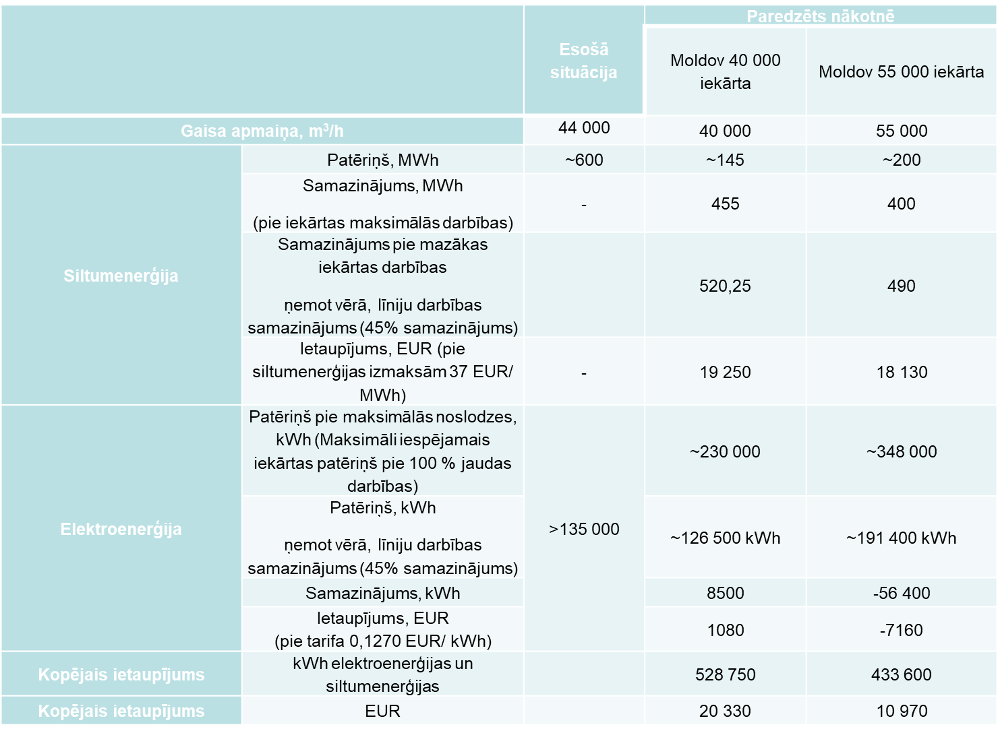 Paredzēts nākotnē
Esošā
situācija
Moldov 40 000
iekārta
Moldov 55 000 iekārta
Gaisa apmaiņa, m³/h
44 000
40 000
55 000
Siltumenerģija
Patēriņš, MWh
~600
~145
~200
Samazinājums, MWh
(pie iekārtas maksimālās darbības)
-
455
400
Samazinājums pie mazākas
iekārtas darbības
ņemot vērā, līniju darbības
samazinājums (45% samazinājums)
520,25
490
Ietaupījums, EUR (pie
siltumenerģijas izmaksām 37 EUR/
MWh)
-
19 250
18 130
Elektroenerģija
Patēriņš pie maksimālās noslodzes,
kWh (Maksimāli iespējamais
iekārtas patēriņš pie 100 % jaudas
darbības)
>135 000
~230 000
~348 000
Patēriņš, kWh
ņemot vērā, līniju darbības
samazinājums (45% samazinājums)
~126 500 kWh
~191 400 kWh
Samazinājums, kWh
8500
-56 400
Ietaupījums, EUR
(pie tarifa 0,1270 EUR/ kWh)
1080
-7160
Kopējais ietaupījums
kWh elektroenerģijas un
siltumenerģijas
528 750
433 600
Kopējais ietaupījums
EUR
20 330
10 970